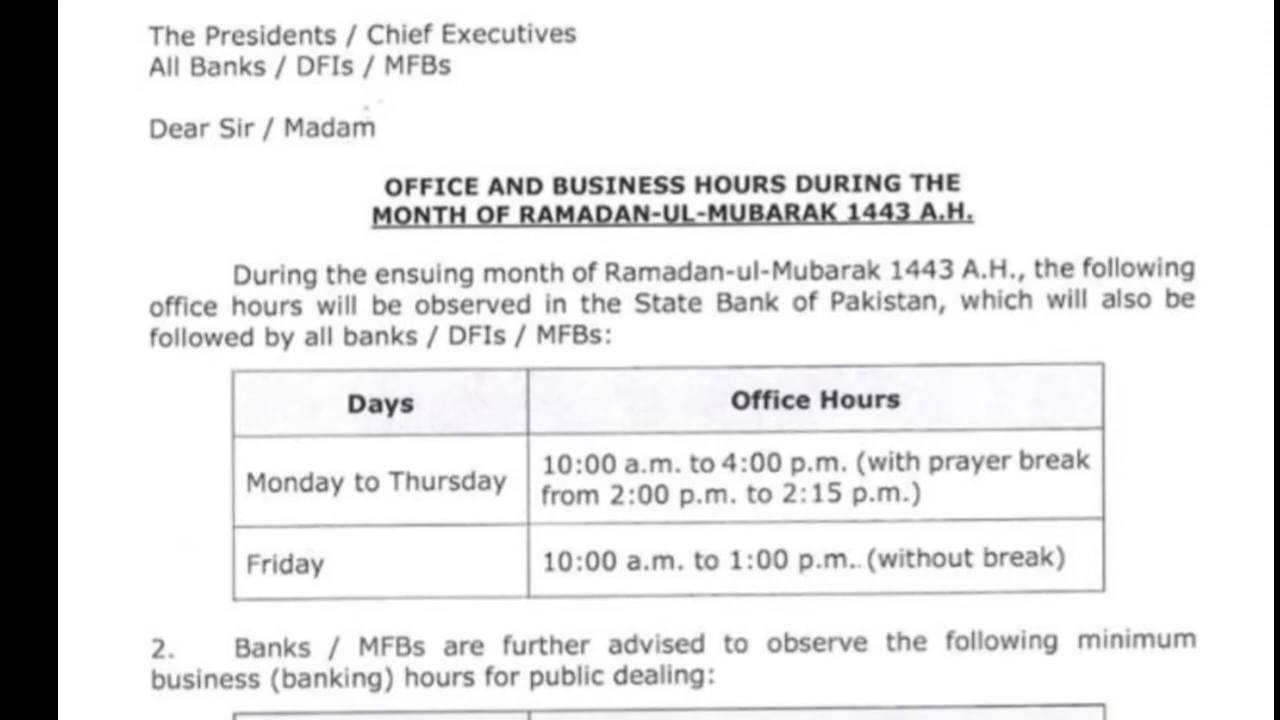 The Presidents / Chief Executives
All Banks / DFIs / MFBs
Dear Sir / Madam
OFFICE AND BUSINESS HOURS DURING THE
MONTH OF RAMADAN-UL-MUBARAK 1443 A.H.
During the ensuing month of Ramadan-ul-Mubarak 1443 A.H., the following
office hours will be observed in the State Bank of Pakistan, which will also be
followed by all banks / DFIs / MFBs:
Days Office Hours
Monday to Thursday 10:00 a.m. to 4:00 p.m. (with prayer break
from 2:00 p.m. to 2:15 p.m.)
Friday 10:00 a.m. to 1:00 p.m. (without break)
2. Banks / MFBs are further advised to observe the following minimum
business (banking) hours for public dealing: